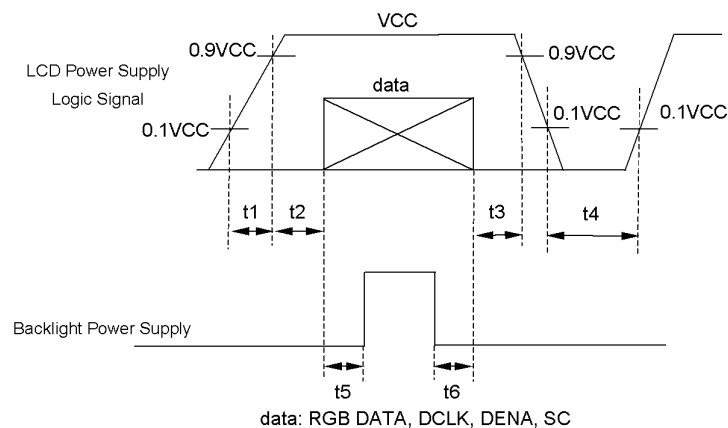 VCC
0.9VCC
0.9VCC
LCD Power Supply
Logic Signal
data
0.1VCC
0.1VCC
0.1VCC
t1
t2
t3
t4
Backlight Power Supply
t5
t6
data: RGB DATA, DCLK, DENA, SC